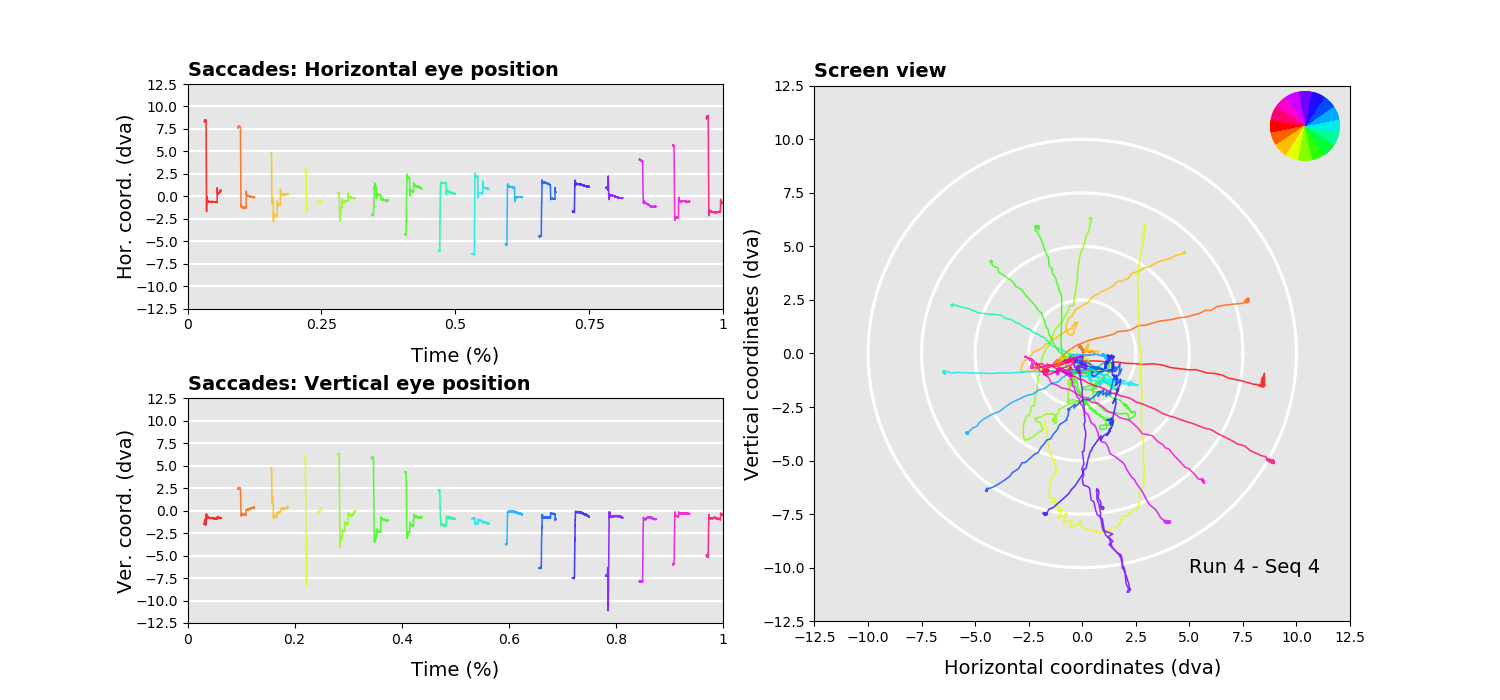 Saccades: Horizontal eye position
12.5
10.0
7.5
5.0
2.5
0.0
−2.5
−5.0
−7.5
−10.0
−12.5
Hor. coord. (dva)
0 0.25 0.5 0.75 1
Time (%)
Saccades: Vertical eye position
12.5
10.0
7.5
5.0
2.5
0.0
−2.5
−5.0
−7.5
−10.0
−12.5
Ver. coord. (dva)
0 0.2 0.4 0.6 0.8 1
Time (%)
Screen view
12.5
10.0
7.5
5.0
2.5
0.0
−2.5
−5.0
−7.5
−10.0
−12.5
Vertical coordinates (dva)
Run 4 - Seq 4
−12.5 −10.0 −7.5 −5.0 −2.5 0.0 2.5 5.0 7.5 10.0 12.5
Horizontal coordinates (dva)